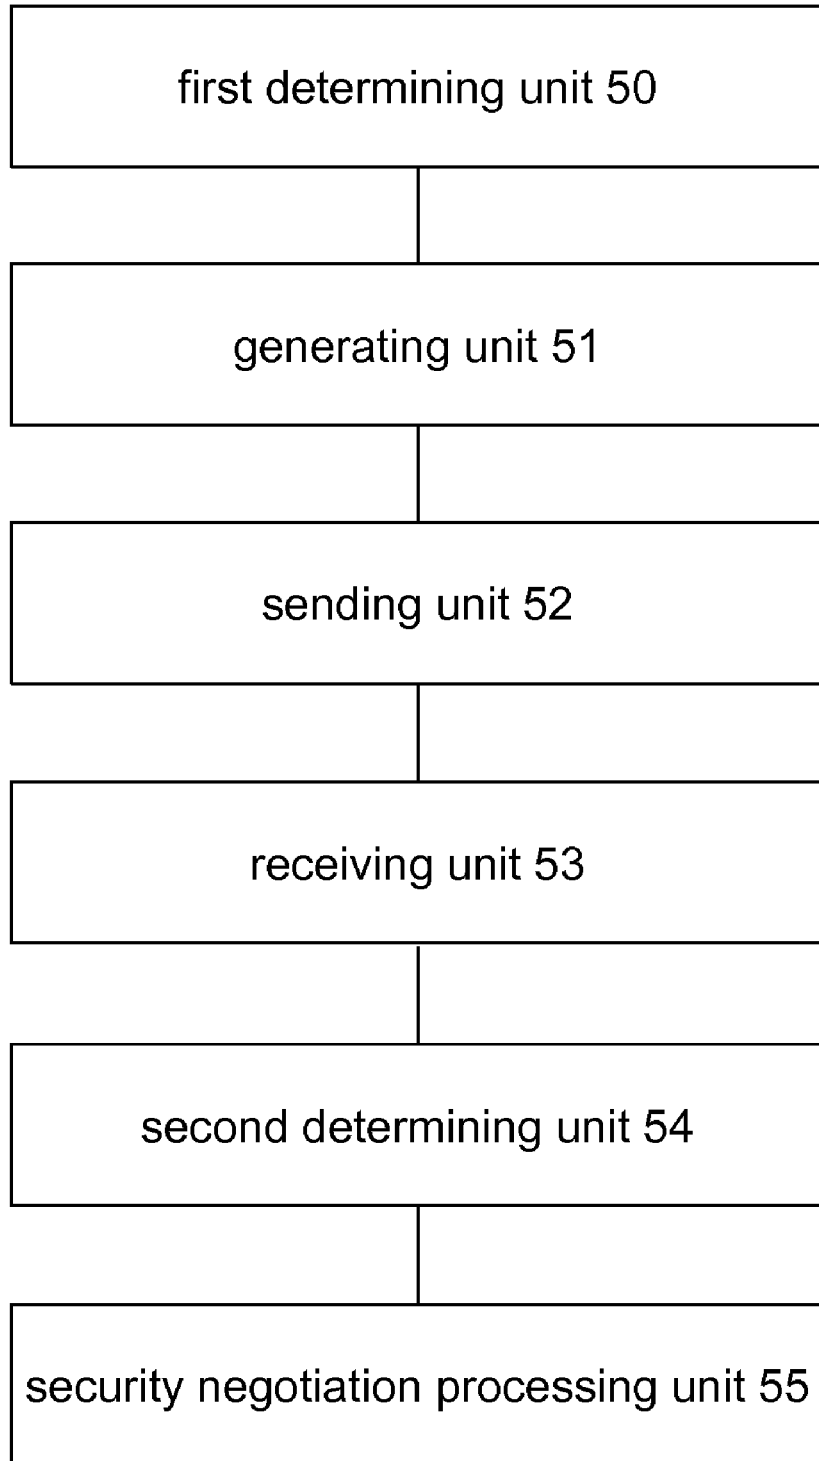 first determining unit 50
generating unit 51
sending unit 52
receiving unit 53
second determining unit 54
security negotiation processing unit 55